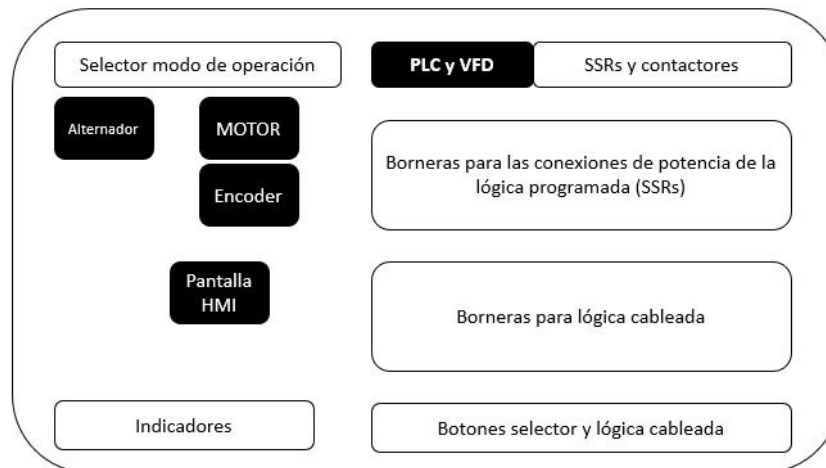 Selector modo de operación
PLC y VFD
SSRs y contactores
Alternador
MOTOR
Encoder
Borneras para las conexiones de potencia de la
lógica programada (SSRs)
Pantalla
HMI
Borneras para lógica cableada
Indicadores
Botones selector y lógica cableada